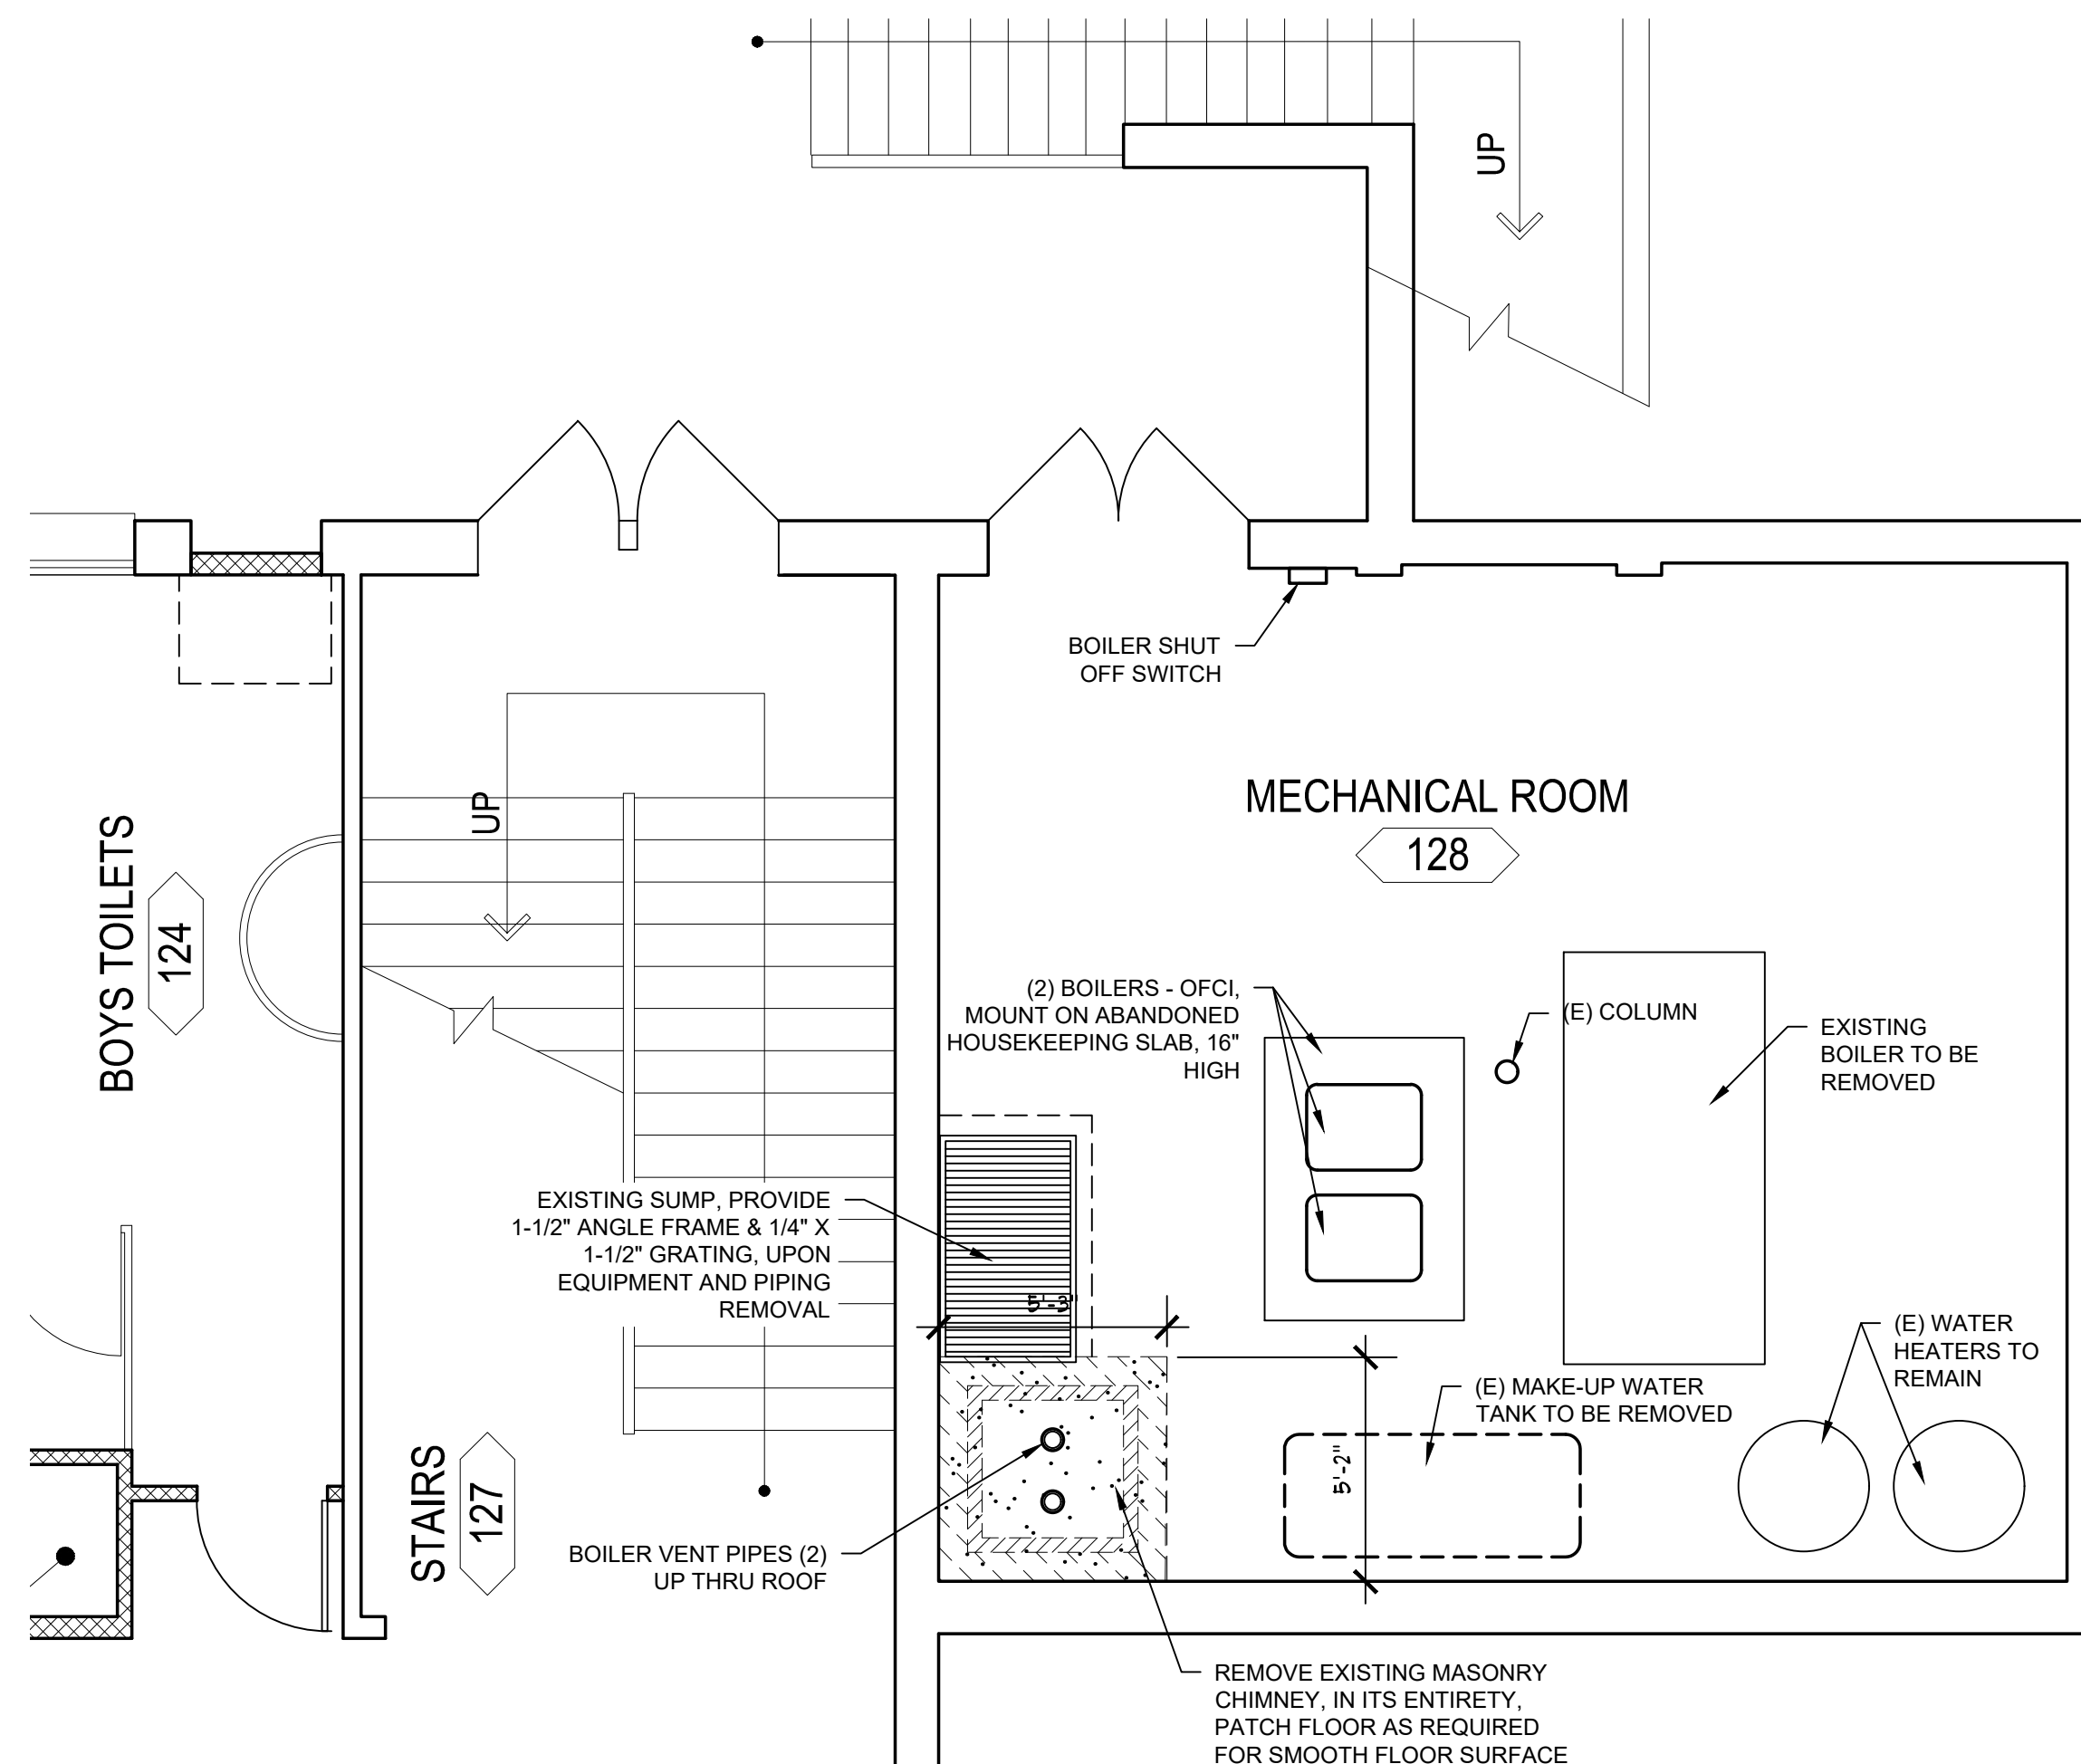 UP
BOILER SHUT
OFF SWITCH
MECHANICAL ROOM
128
UP
BOYS TOILETS
124
(2) BOILERS - OFCI,
MOUNT ON ABANDONED
HOUSEKEEPING SLAB, 16"
HIGH
(E) COLUMN
EXISTING
BOILER TO BE
REMOVED
EXISTING SUMP, PROVIDE
1-1/2" ANGLE FRAME & 1/4" X
1-1/2" GRATING, UPON
EQUIPMENT AND PIPING
REMOVAL
5'-3"
(E) WATER
HEATERS TO
REMAIN
(E) MAKE-UP WATER
TANK TO BE REMOVED
5'-2"
STAIRS
127
BOILER VENT PIPES (2)
UP THRU ROOF
REMOVE EXISTING MASONRY
CHIMNEY, IN ITS ENTIRETY,
PATCH FLOOR AS REQUIRED
FOR SMOOTH FLOOR SURFACE